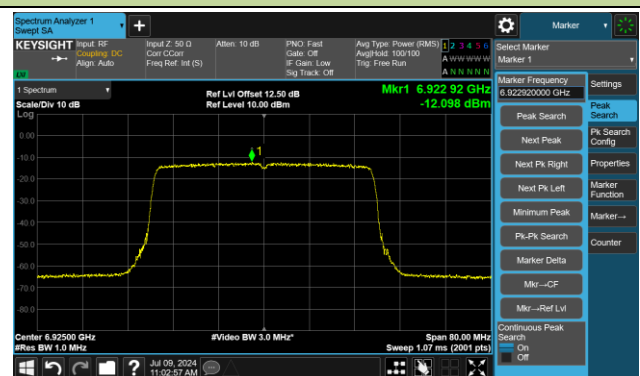 Spectrum Analyzer 1
Swept SA
+
Marker
KEYSIGHT
Input: RF
Coupling: DC
Align: Auto
Input Z: 50 Ω
Corr CCorr
Freq Ref: Int (S)
Atten: 10 dB
PNO: Fast
Gate: Off
IF Gain: Low
Sig Track: Off
Avg Type: Power (RMS)
Avg|Hold: 100/100
Trig: Free Run
1 2 3 4 5 6
A W W W W W
A N N N N N
LXI
Select Marker
Marker 1
1 Spectrum
Scale/Div 10 dB
Log
Ref Lvl Offset 12.50 dB
Ref Level 10.00 dBm
Mkr1 6.922 92 GHz
-12.098 dBm
1
0.00
-10.0
-20.0
-30.0
-40.0
-50.0
-60.0
-70.0
-80.0
Center 6.92500 GHz
#Res BW 1.0 MHz
#Video BW 3.0 MHz*
Span 80.00 MHz
Sweep 1.07 ms (2001 pts)
Marker Frequency
6.922920000 GHz
Peak Search
Next Peak
Next Pk Right
Next Pk Left
Minimum Peak
Pk-Pk Search
Marker Delta
Mkr→CF
Mkr→Ref Lvl
Continuous Peak
Search
On
Off
Settings
Peak
Search
Pk Search
Config
Properties
Marker
Function
Marker→
Counter
?
Jul 09, 2024
11:02:57 AM